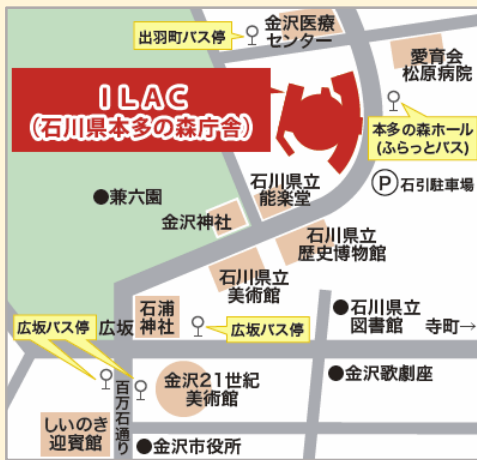 金沢医療
センター
出羽町バス停
愛育会
松原病院
ILAC
(石川県本多の森庁舎)
本多の森ホール
(ふらっとバス)
P 石引駐車場
石川県立
能楽堂
●兼六園
金沢神社
石川県立
歴史博物館
石川県立
美術館
石浦
神社
●石川県立
図書館
寺町→
広坂バス停
広坂
広坂バス停
●金沢歌劇座
金沢21世紀
美術館
百万石通り
しいのき
迎賓館
●金沢市役所